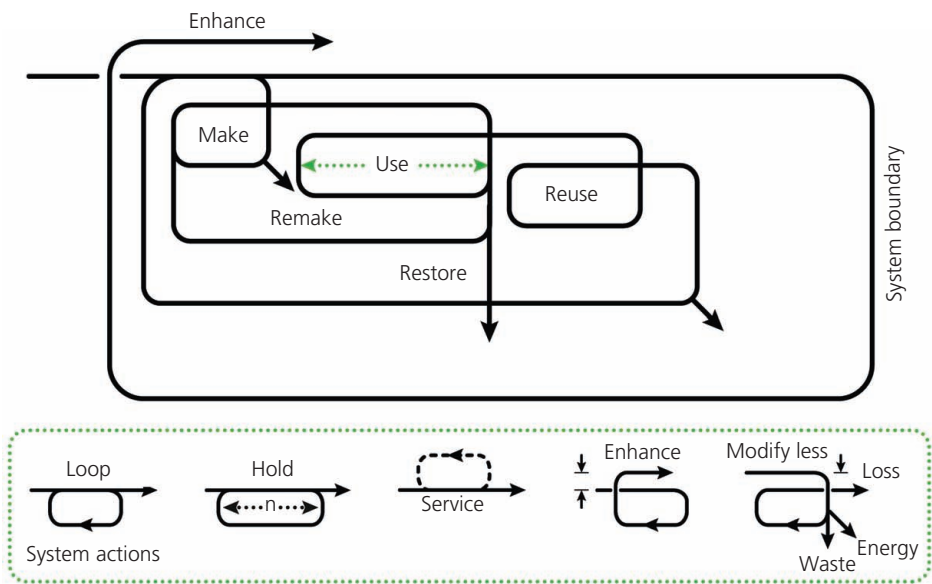 Enhance
Make
Use
Reuse
Remake
Restore
System boundary
Loop
Hold
n
Service
Enhance
Modify less
Loss
System actions
Energy
Waste